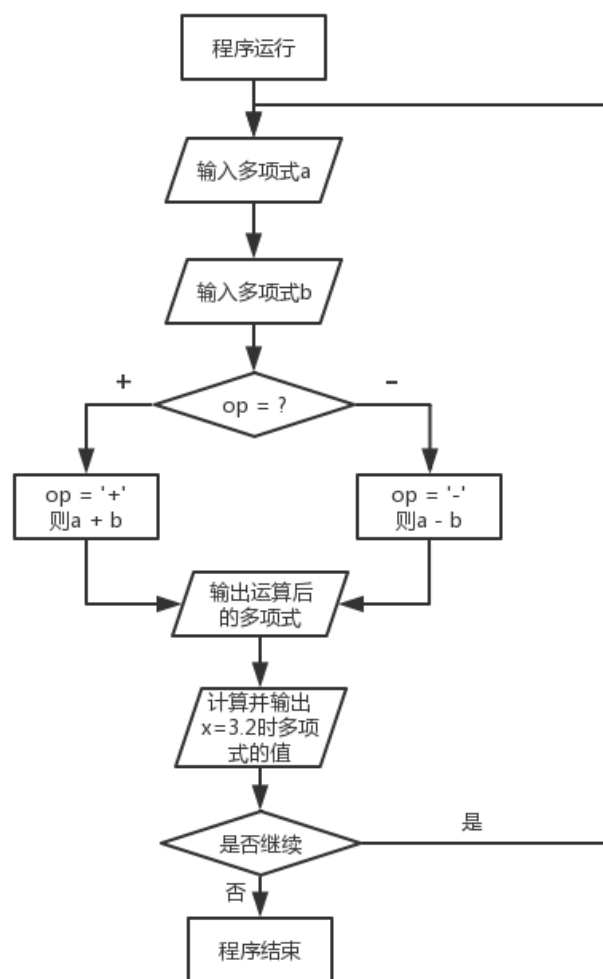 程序运行
输入多项式a
输入多项式b
+
-
op = ?
op = '+'
则a + b
op = '-'
则a - b
输出运算后
的多项式
计算并输出
x=3.2时多项
式的值
是否继续
是
否
程序结束